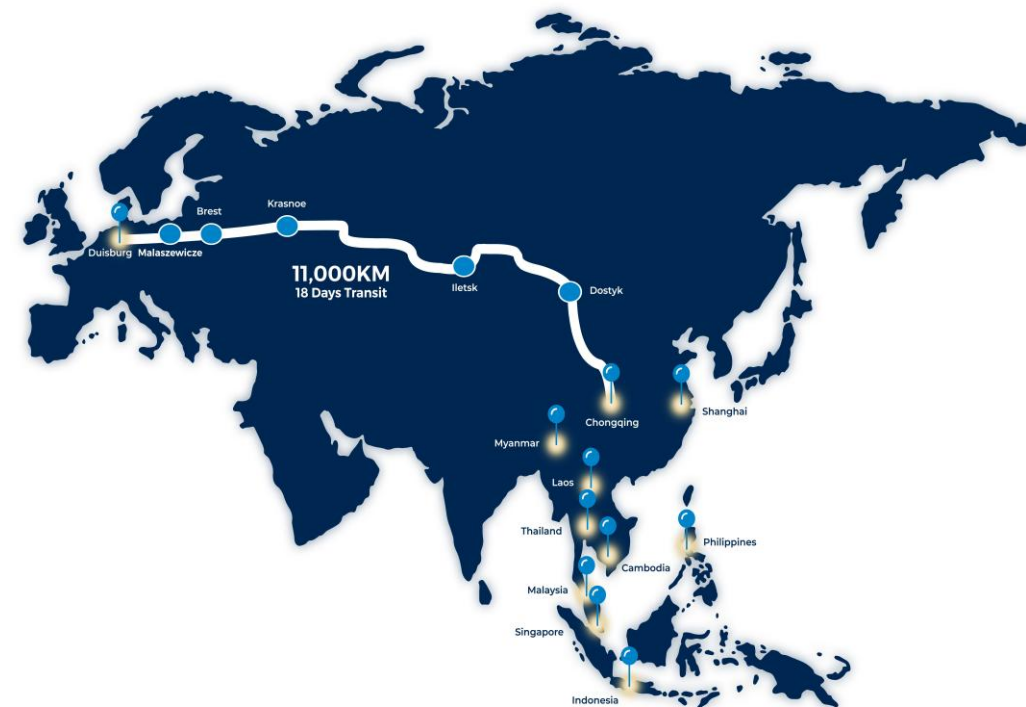 Brest
Krasnoe
Duisburg
Malaszewicze
11,000KM
18 Days Transit
Iletsk
Dostyk
Chongqing
Shanghai
Myanmar
Laos
Thailand
Philippines
Cambodia
Malaysia
Singapore
Indonesia